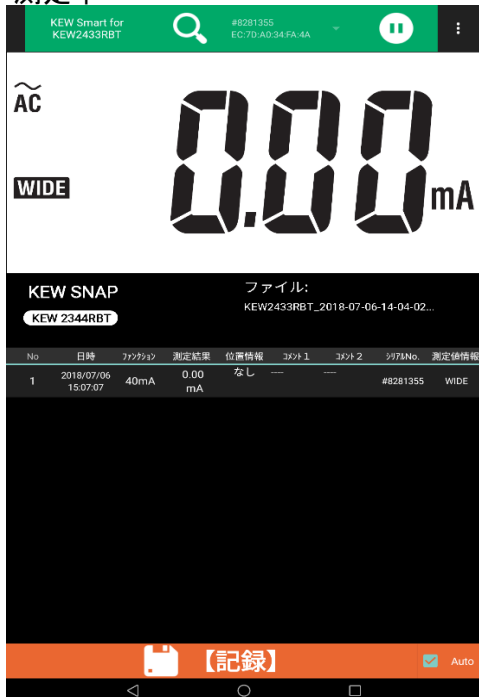 KEW Smart for
KEW2433RBT
#8281355
EC:7D:A0:34:FA:4A
AC
WIDE
0.00 mA
KEW SNAP
KEW 2344RBT
ファイル:
KEW2433RBT_2018-07-06-14-04-02...
No 日時 ファンクション 測定結果 位置情報 コメント1 コメント2 シリアルNo. 測定値情報
1 2018/07/06 15:07:07 40mA 0.00 mA なし ---- ---- #8281355 WIDE
【記録】
Auto